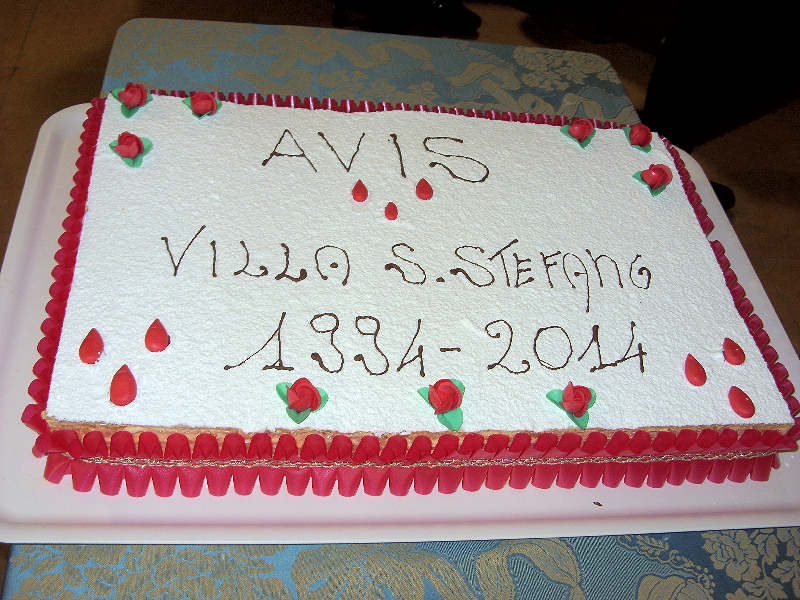 AVIS
VILLA S. STEFANO
1994-2014